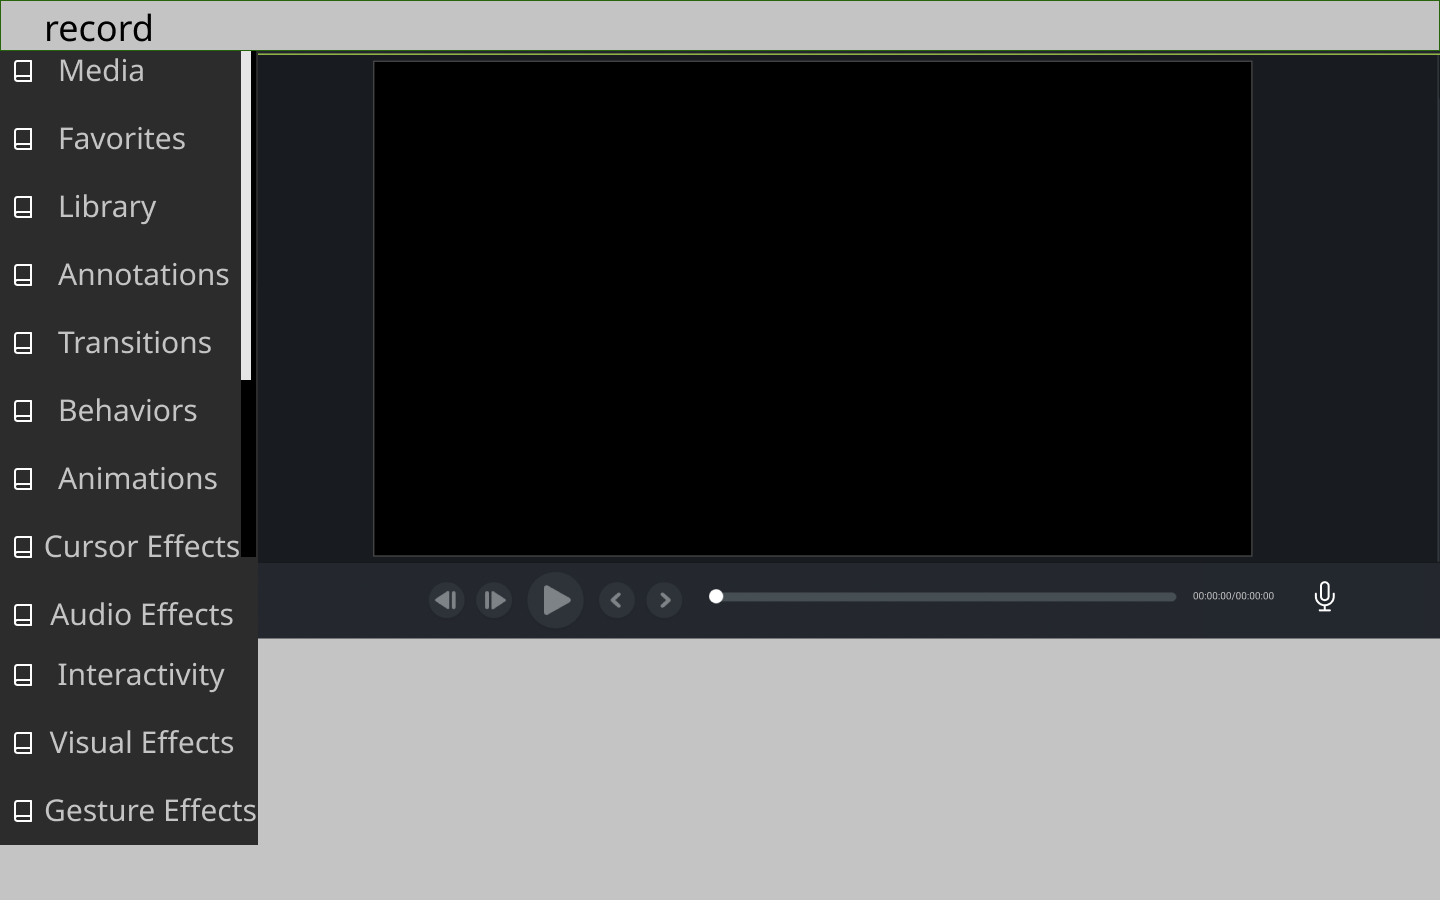 record
Media
Favorites
Library
Annotations
Transitions
Behaviors
Animations
Cursor Effects
Audio Effects
Interactivity
Visual Effects
Gesture Effects
00:00:00/00:00:00